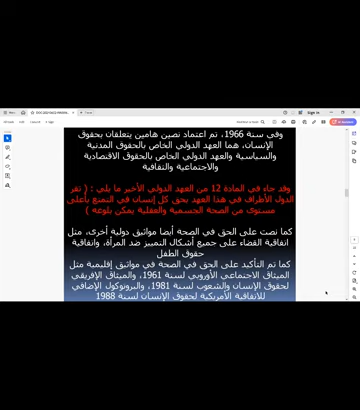 Sign in
وفي سنة 1966، تم اعتماد نصين هامين يتعلقان بحقوق
الإنسان، هما العهد الدولي الخاص بالحقوق المدنية
والسياسية والعهد الدولي الخاص بالحقوق الاقتصادية
والاجتماعية والثقافية
وقد جاء في المادة 12 من العهد الدولي الأخير ما يلي : ( تقر
الدول الأطراف في هذا العهد بحق كل إنسان في التمتع بأعلى
مستوى من الصحة الجسمية والعقلية يمكن بلوغه )
كما نصت على الحق في الصحة أيضا مواثيق دولية أخرى، مثل
اتفاقية القضاء على جميع أشكال التمييز ضد المرأة، واتفاقية
حقوق الطفل
كما تم التأكيد على الحق في الصحة في مواثيق إقليمية مثل
الميثاق الاجتماعي الأوروبي لسنة 1961، والميثاق الإفريقي
لحقوق الإنسان والشعوب لسنة 1981، والبروتوكول الإضافي
للاتفاقية الأمريكية لحقوق الإنسان لسنة 1988